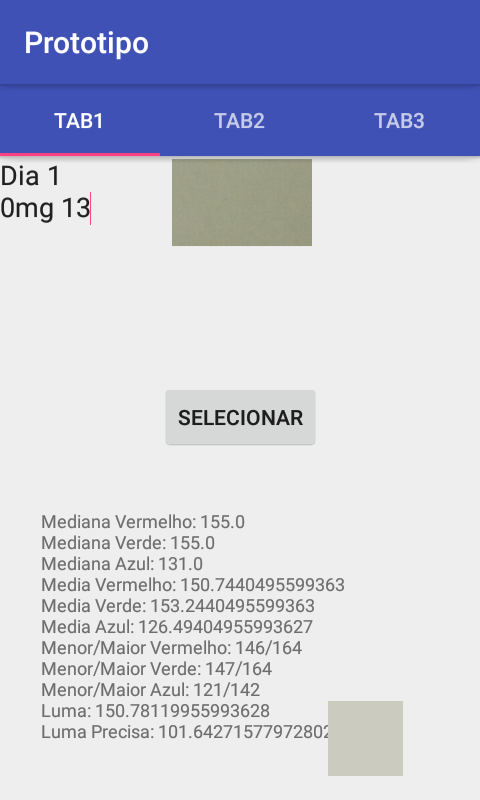 Prototipo
TAB1 TAB2 TAB3
Dia 1
0mg 13
SELECIONAR
Mediana Vermelho: 155.0
Mediana Verde: 155.0
Mediana Azul: 131.0
Media Vermelho: 150.7440495599363
Media Verde: 153.2440495599363
Media Azul: 126.49404955993627
Menor/Maior Vermelho: 146/164
Menor/Maior Verde: 147/164
Menor/Maior Azul: 121/142
Luma: 150.78119955993628
Luma Precisa: 101.64271577972802